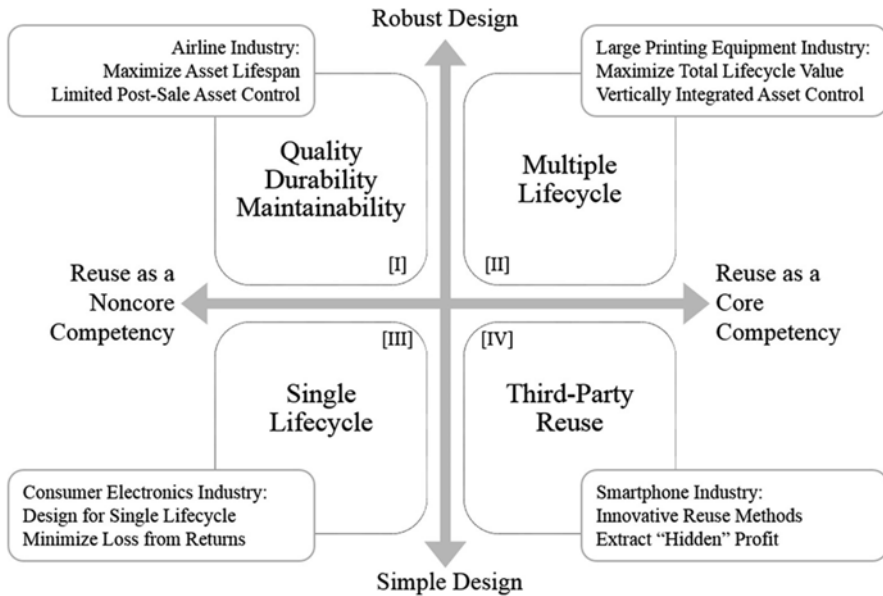 Robust Design
Airline Industry:
Maximize Asset Lifespan
Limited Post-Sale Asset Control
Large Printing Equipment Industry:
Maximize Total Lifecycle Value
Vertically Integrated Asset Control
Quality
Durability
Maintainability
[I]
Multiple
Lifecycle
[II]
Reuse as a
Noncore
Competency
Reuse as a
Core
Competency
[III]
Single
Lifecycle
[IV]
Third-Party
Reuse
Consumer Electronics Industry:
Design for Single Lifecycle
Minimize Loss from Returns
Smartphone Industry:
Innovative Reuse Methods
Extract “Hidden” Profit
Simple Design